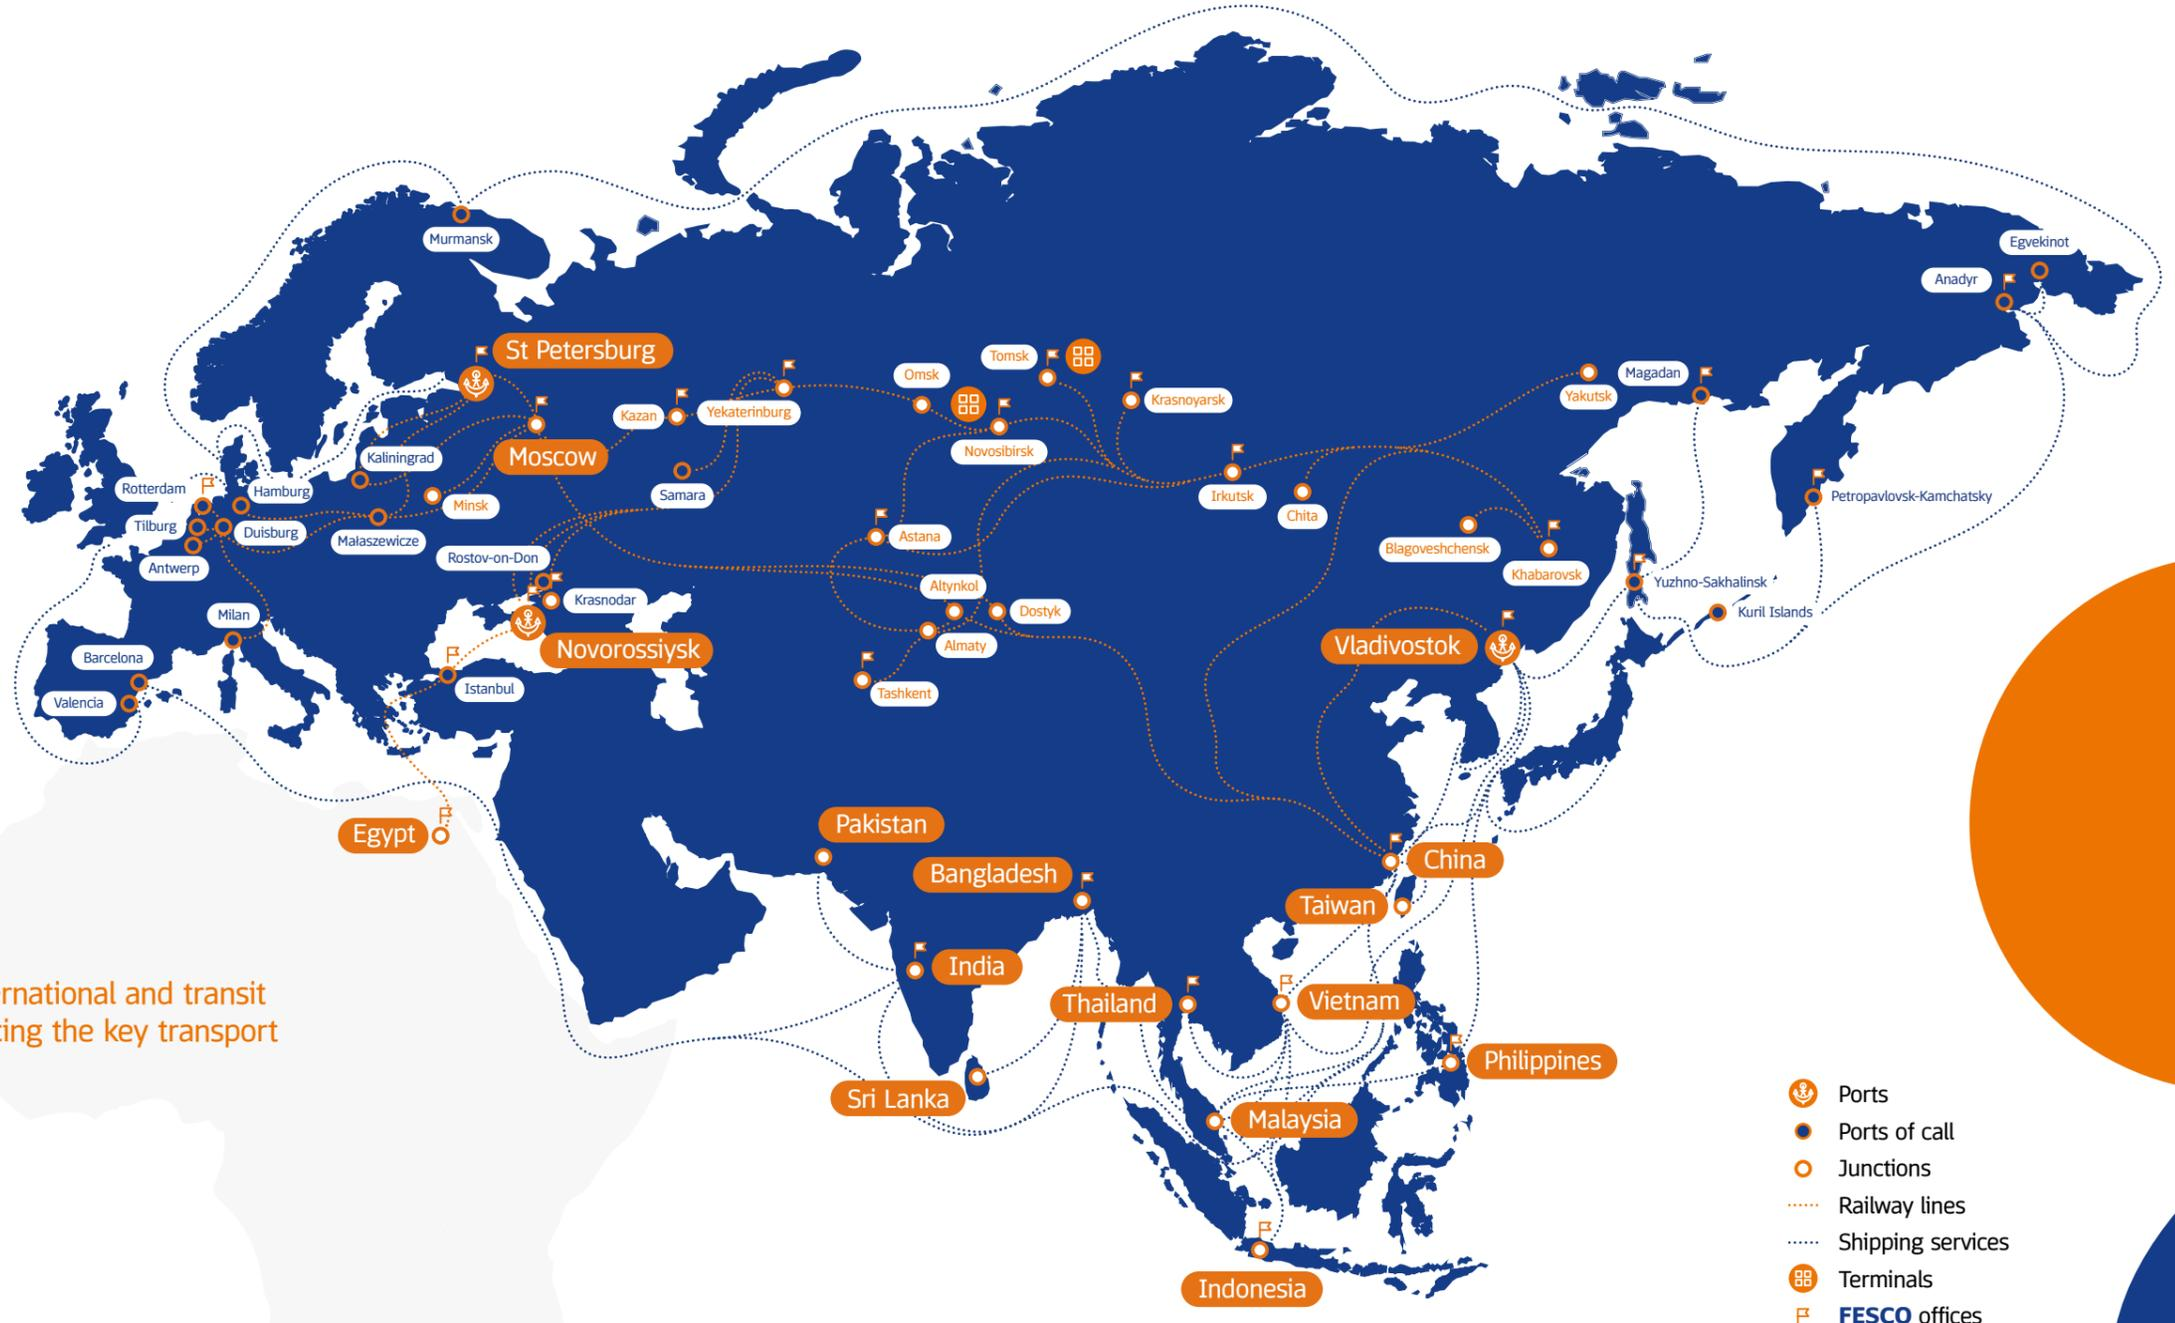 Murmansk
Egvekinot
Anadyr
St Petersburg
Tomsk
Omsk
Krasnoyarsk
Magadan
Yakutsk
Kazan
Yekaterinburg
Moscow
Novosibirsk
Kaliningrad
Rotterdam
Hamburg
Samara
Irkutsk
Petropavlovsk-Kamchatsky
Minsk
Chita
Tilburg
Duisburg
Małaszewicze
Astana
Blagoveshchensk
Rostov-on-Don
Antwerp
Khabarovsk
Yuzhno-Sakhalinsk
Altynkol
Krasnodar
Dostyk
Kuril Islands
Milan
Novorossiysk
Almaty
Vladivostok
Barcelona
Istanbul
Tashkent
Valencia
Egypt
Pakistan
China
Bangladesh
Taiwan
India
Thailand
Vietnam
rnational and transit
ing the key transport
Philippines
Sri Lanka
Malaysia
Indonesia
Ports
Ports of call
Junctions
Railway lines
Shipping services
Terminals
FESCO offices